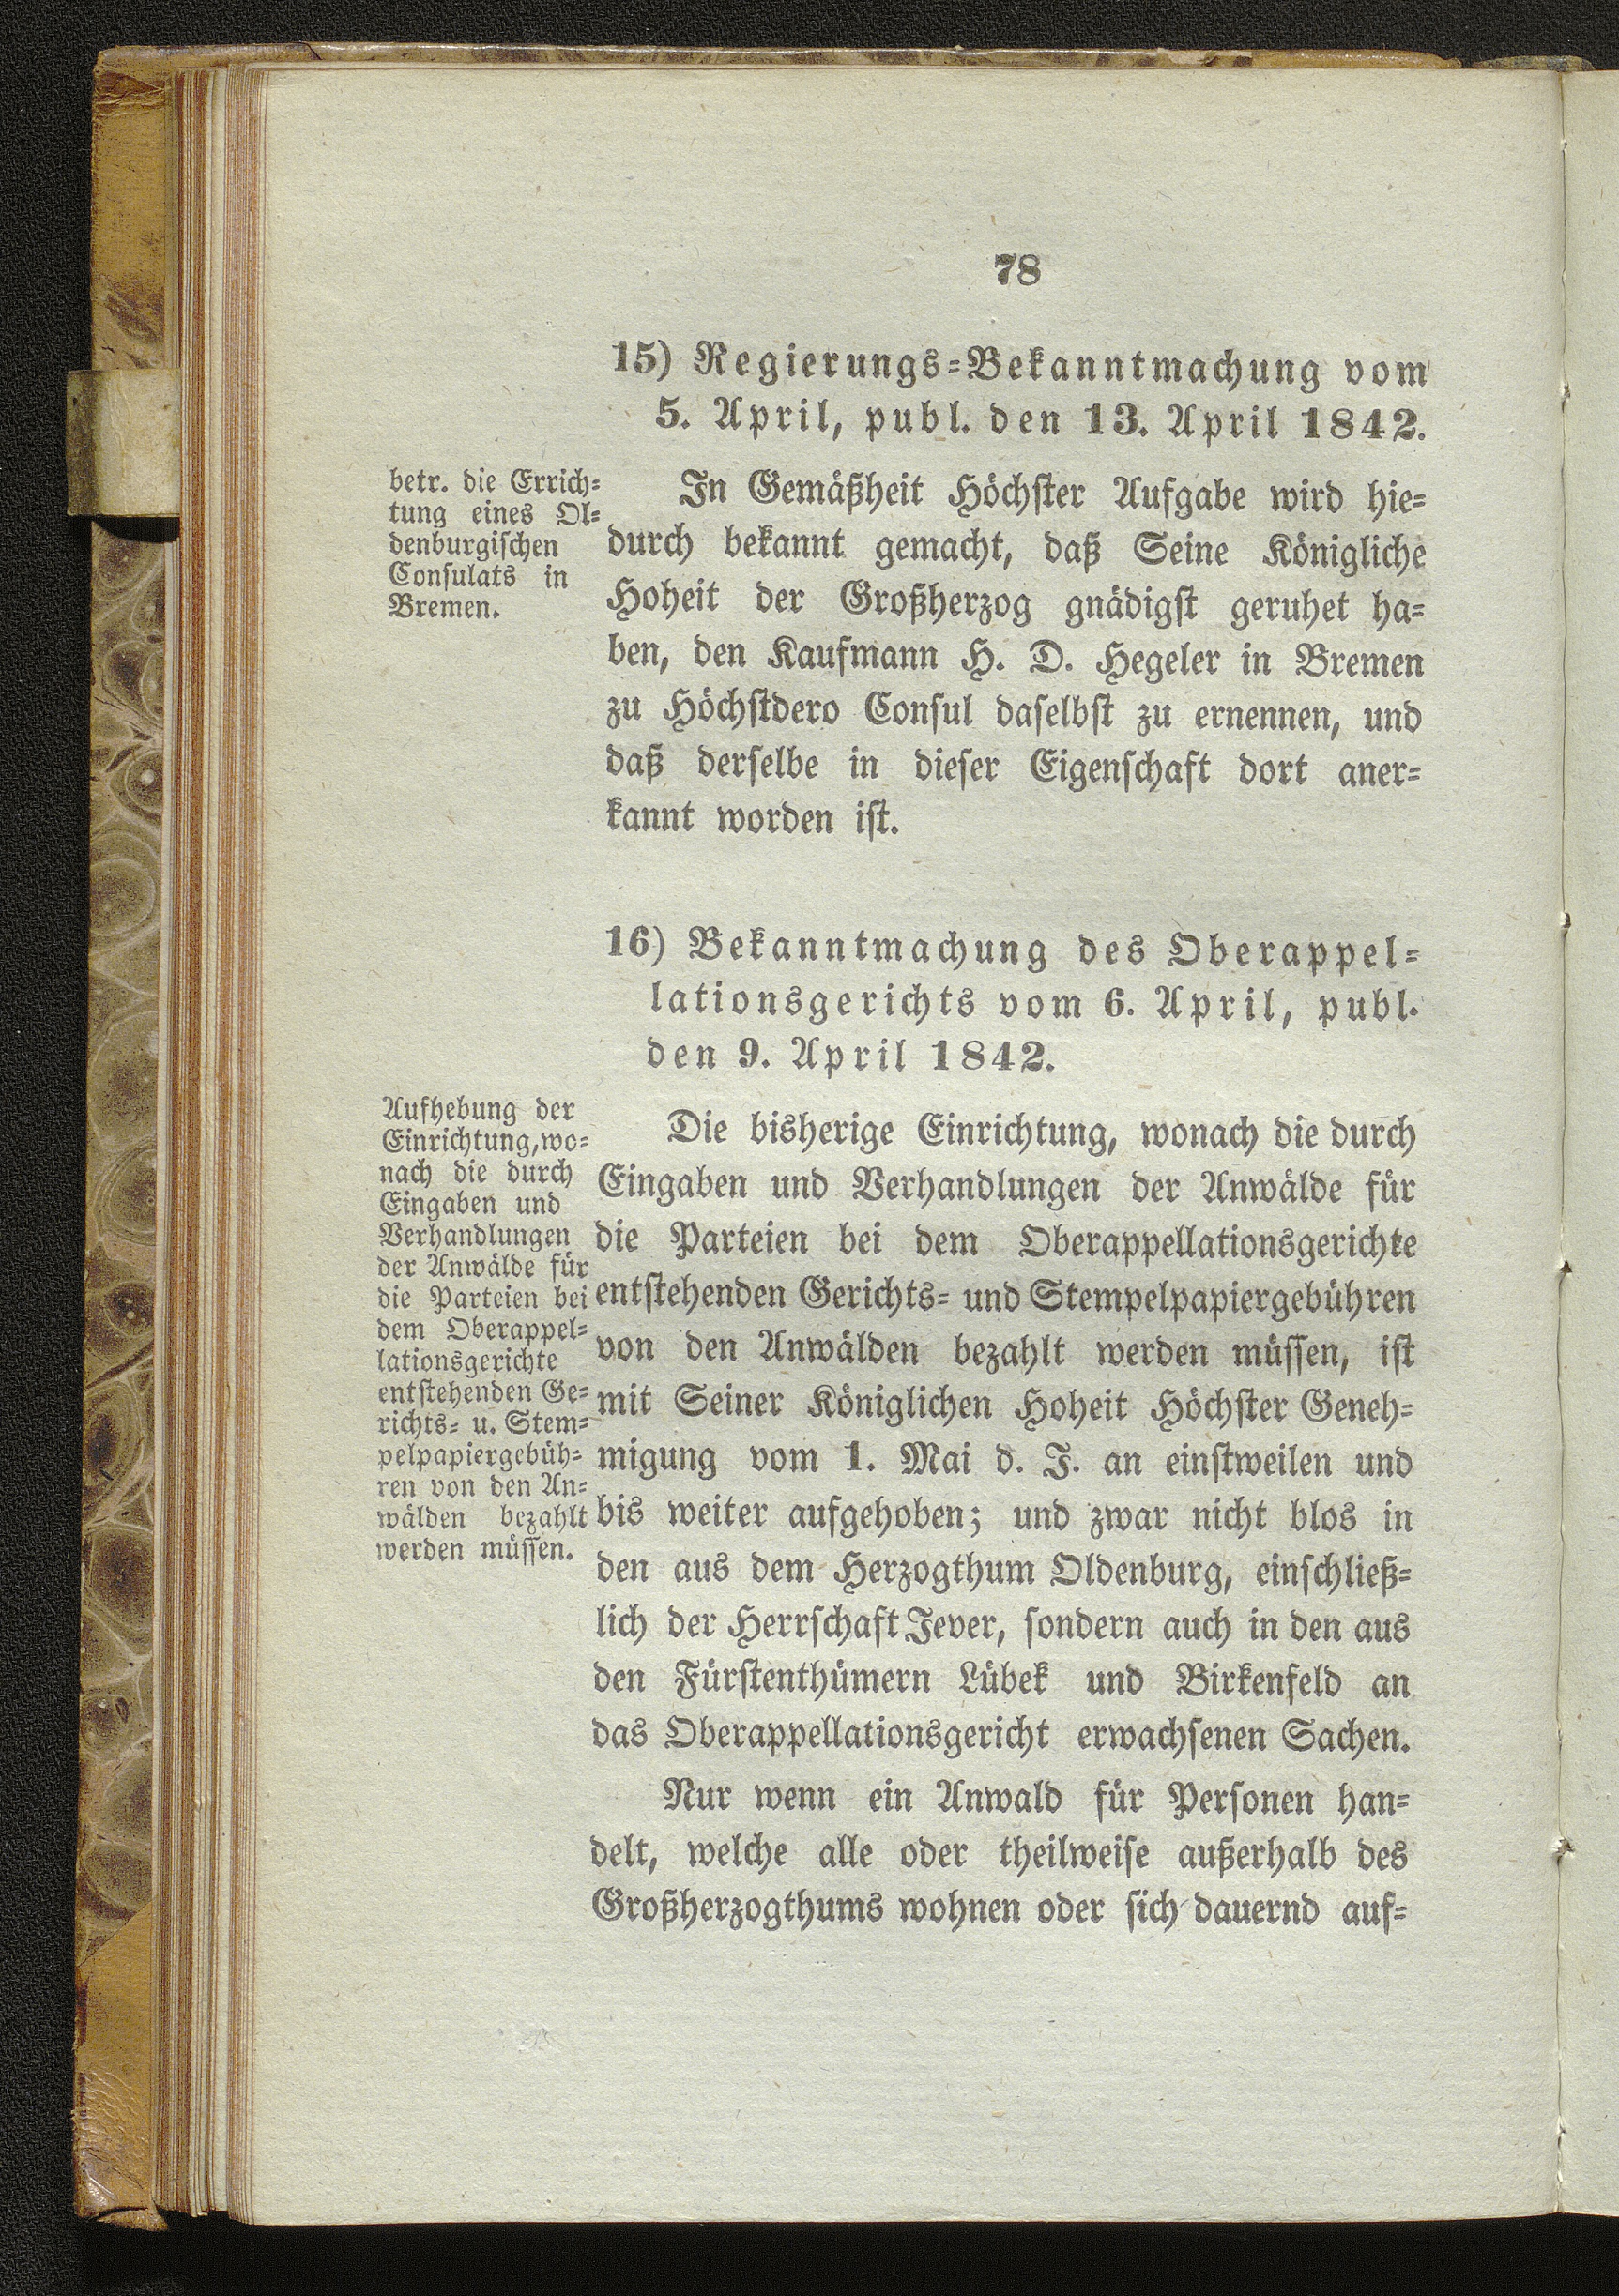 78
15) Regierungs-Bekanntmachung vom
5. April, publ. den 13. April 1842.
betr. die Errich-
tung eines Ol-
denburgischen
Consulats in
Bremen.
In Gemäßheit Höchster Aufgabe wird hie-
durch bekannt gemacht, daß Seine Königliche
Hoheit der Großherzog gnädigst geruhet ha-
ben, den Kaufmann H. D. Hegeler in Bremen
zu Höchstdero Consul daselbst zu ernennen, und
daß derselbe in dieser Eigenschaft dort aner-
kannt worden ist.
16) Bekanntmachung des Oberappel-
lationsgerichts vom 6. April, publ.
den 9. April 1842.
Aufhebung der
Einrichtung, wo-
nach die durch
Eingaben und
Verhandlungen
der Anwälde für
die Parteien bei
dem Oberappel-
lationsgerichte
entstehenden Ge-
richts- u. Stem-
pelpapiergebüh-
ren von den An-
wälden bezahlt
werden müssen.
Die bisherige Einrichtung, wonach die durch
Eingaben und Verhandlungen der Anwälde für
die Parteien bei dem Oberappellationsgerichte
entstehenden Gerichts- und Stempelpapiergebühren
von den Anwälden bezahlt werden müssen, ist
mit Seiner Königlichen Hoheit Höchster Geneh-
migung vom 1. Mai d. J. an einstweilen und
bis weiter aufgehoben; und zwar nicht blos in
den aus dem Herzogthum Oldenburg, einschließ-
lich der Herrschaft Jever, sondern auch in den aus
den Fürstenthümern Lübek und Birkenfeld an
das Oberappellationsgericht erwachsenen Sachen.
Nur wenn ein Anwald für Personen han-
delt, welche alle oder theilweise außerhalb des
Großherzogthums wohnen oder sich dauernd auf-